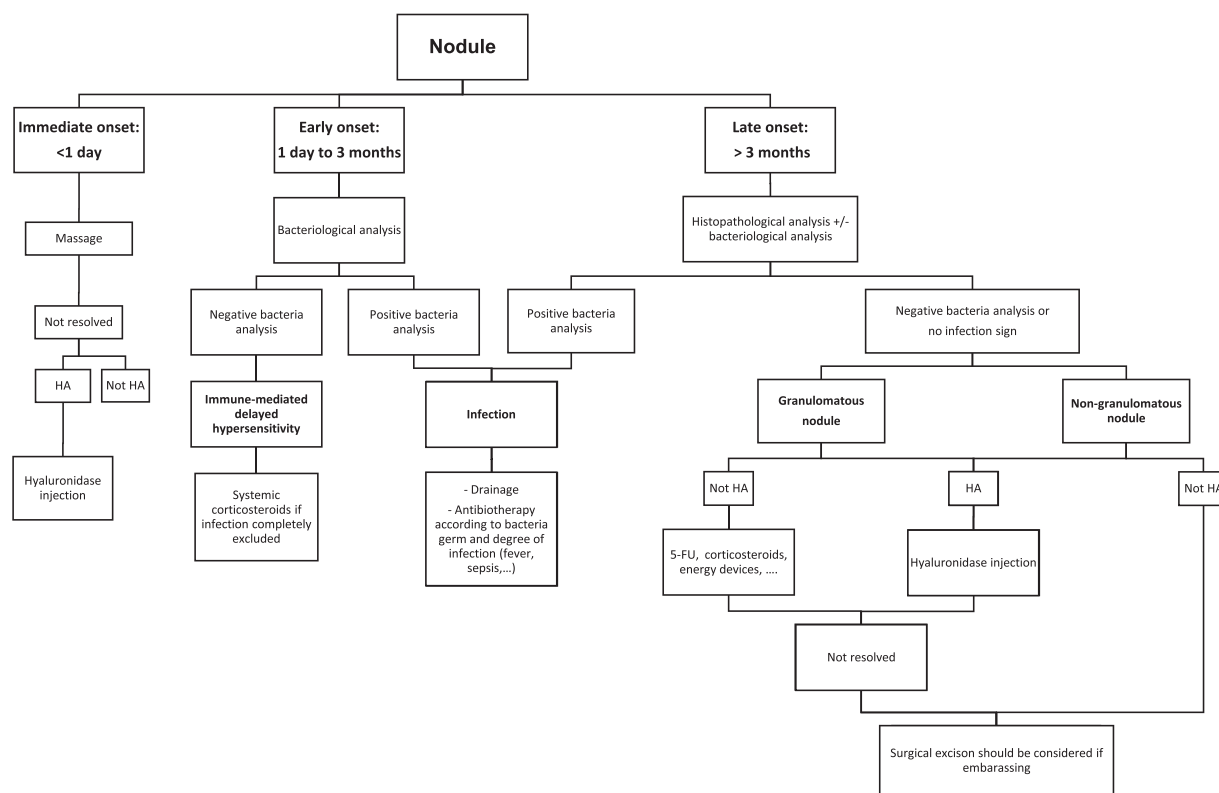 Nodule
Immediate onset:
<1 day
Early onset:
1 day to 3 months
Late onset:
> 3 months
Massage
Bacteriological analysis
Histopathological analysis +/-
bacteriological analysis
Not resolved
Negative bacteria
analysis
Positive bacteria
analysis
Positive bacteria
analysis
Negative bacteria analysis or
no infection sign
HA
Not HA
Immune-mediated
delayed
hypersensitivity
Infection
Granulomatous
nodule
Non-granulomatous
nodule
Hyaluronidase
injection
Systemic
corticosteroids if
infection completely
excluded
- Drainage
- Antibiotherapy
according to bacteria
germ and degree of
infection (fever,
sepsis,...)
Not HA
HA
Not HA
5-FU, corticosteroids,
energy devices, ....
Hyaluronidase injection
Not resolved
Surgical excison should be considered if
embarassing